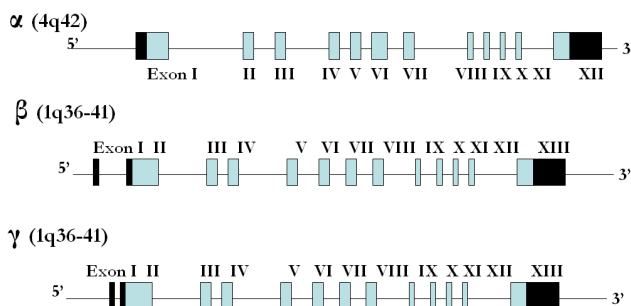 α (4q42)
5’ 3
Exon I II III IV V VI VII VIII IX X XI XII
β (1q36-41)
Exon I II III IV V VI VII VIII IX X XI XII XIII
5’ 3’
γ (1q36-41)
Exon I II III IV V VI VII VIII IX X XI XII XIII
5’ 3’